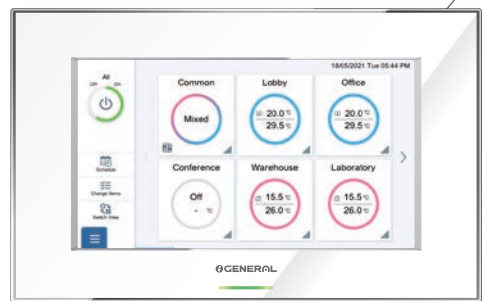 18/05/2021 Tue 05:44 PM
All
Off On
Common
Mixed
Lobby
20.0 °C
29.5 °C
Office
20.0 °C
29.5 °C
Schedule
Change Items
Switch View
Conference
Off
- °C
Warehouse
15.5 °C
26.0 °C
Laboratory
15.5 °C
26.0 °C
GENERAL